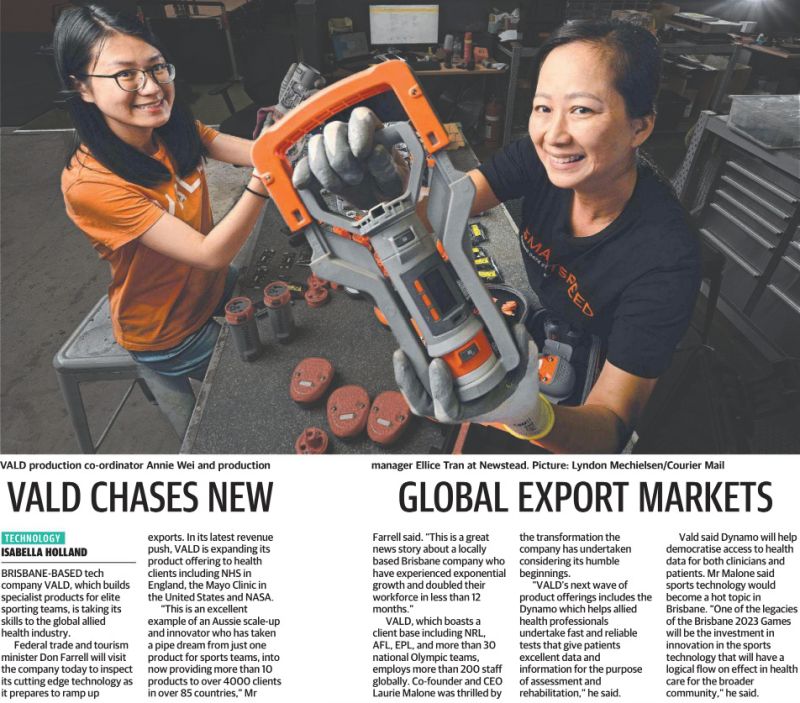 SMARTSPEED
VALD production co-ordinator Annie Wei and production
manager Ellice Tran at Newstead. Picture: Lyndon Mechielsen/Courier Mail
VALD CHASES NEW
GLOBAL EXPORT MARKETS
TECHNOLOGY
ISABELLA HOLLAND
BRISBANE-BASED tech
company VALD, which builds
specialist products for elite
sporting teams, is taking its
skills to the global allied
health industry.
Federal trade and tourism
minister Don Farrell will visit
the company today to inspect
its cutting edge technology as
it prepares to ramp up
exports. In its latest revenue
push, VALD is expanding its
product offering to health
clients including NHS in
England, the Mayo Clinic in
the United States and NASA.
"This is an excellent
example of an Aussie scale-up
and innovator who has taken
a pipe dream from just one
product for sports teams, into
now providing more than 10
products to over 4000 clients
in over 85 countries," Mr
Farrell said. "This is a great
news story about a locally
based Brisbane company who
have experienced exponential
growth and doubled their
workforce in less than 12
months."
VALD, which boasts a
client base including NRL,
AFL, EPL, and more than 30
national Olympic teams,
employs more than 200 staff
globally. Co-founder and CEO
Laurie Malone was thrilled by
the transformation the
company has undertaken
considering its humble
beginnings.
"VALD's next wave of
product offerings includes the
Dynamo which helps allied
health professionals
undertake fast and reliable
tests that give patients
excellent data and
information for the purpose
of assessment and
rehabilitation," he said.
Vald said Dynamo will help
democratise access to health
data for both clinicians and
patients. Mr Malone said
sports technology would
become a hot topic in
Brisbane. "One of the legacies
of the Brisbane 2023 Games
will be the investment in
innovation in the sports
technology that will have a
logical flow on effect in health
care for the broader
community," he said.